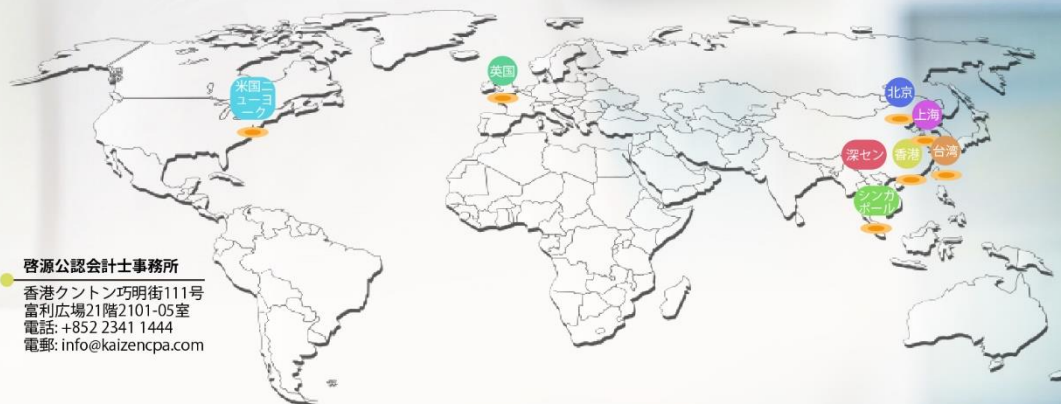 英国
米国ニ
ューヨ
ーク
北京
上海
深セン
香港
台湾
シンガ
ポール
啓源公認会計士事務所
香港クントン巧明街111号
富利広場21階2101-05室
電話: +852 2341 1444
電郵: info@kaizencpa.com